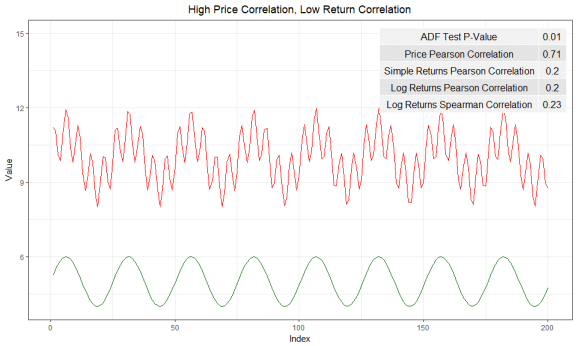 High Price Correlation, Low Return Correlation
15
ADF Test P-Value 0.01
Price Pearson Correlation 0.71
Simple Returns Pearson Correlation 0.2
Log Returns Pearson Correlation 0.2
Log Returns Spearman Correlation 0.23
12
Value
9
6
0 50 100 150 200
Index